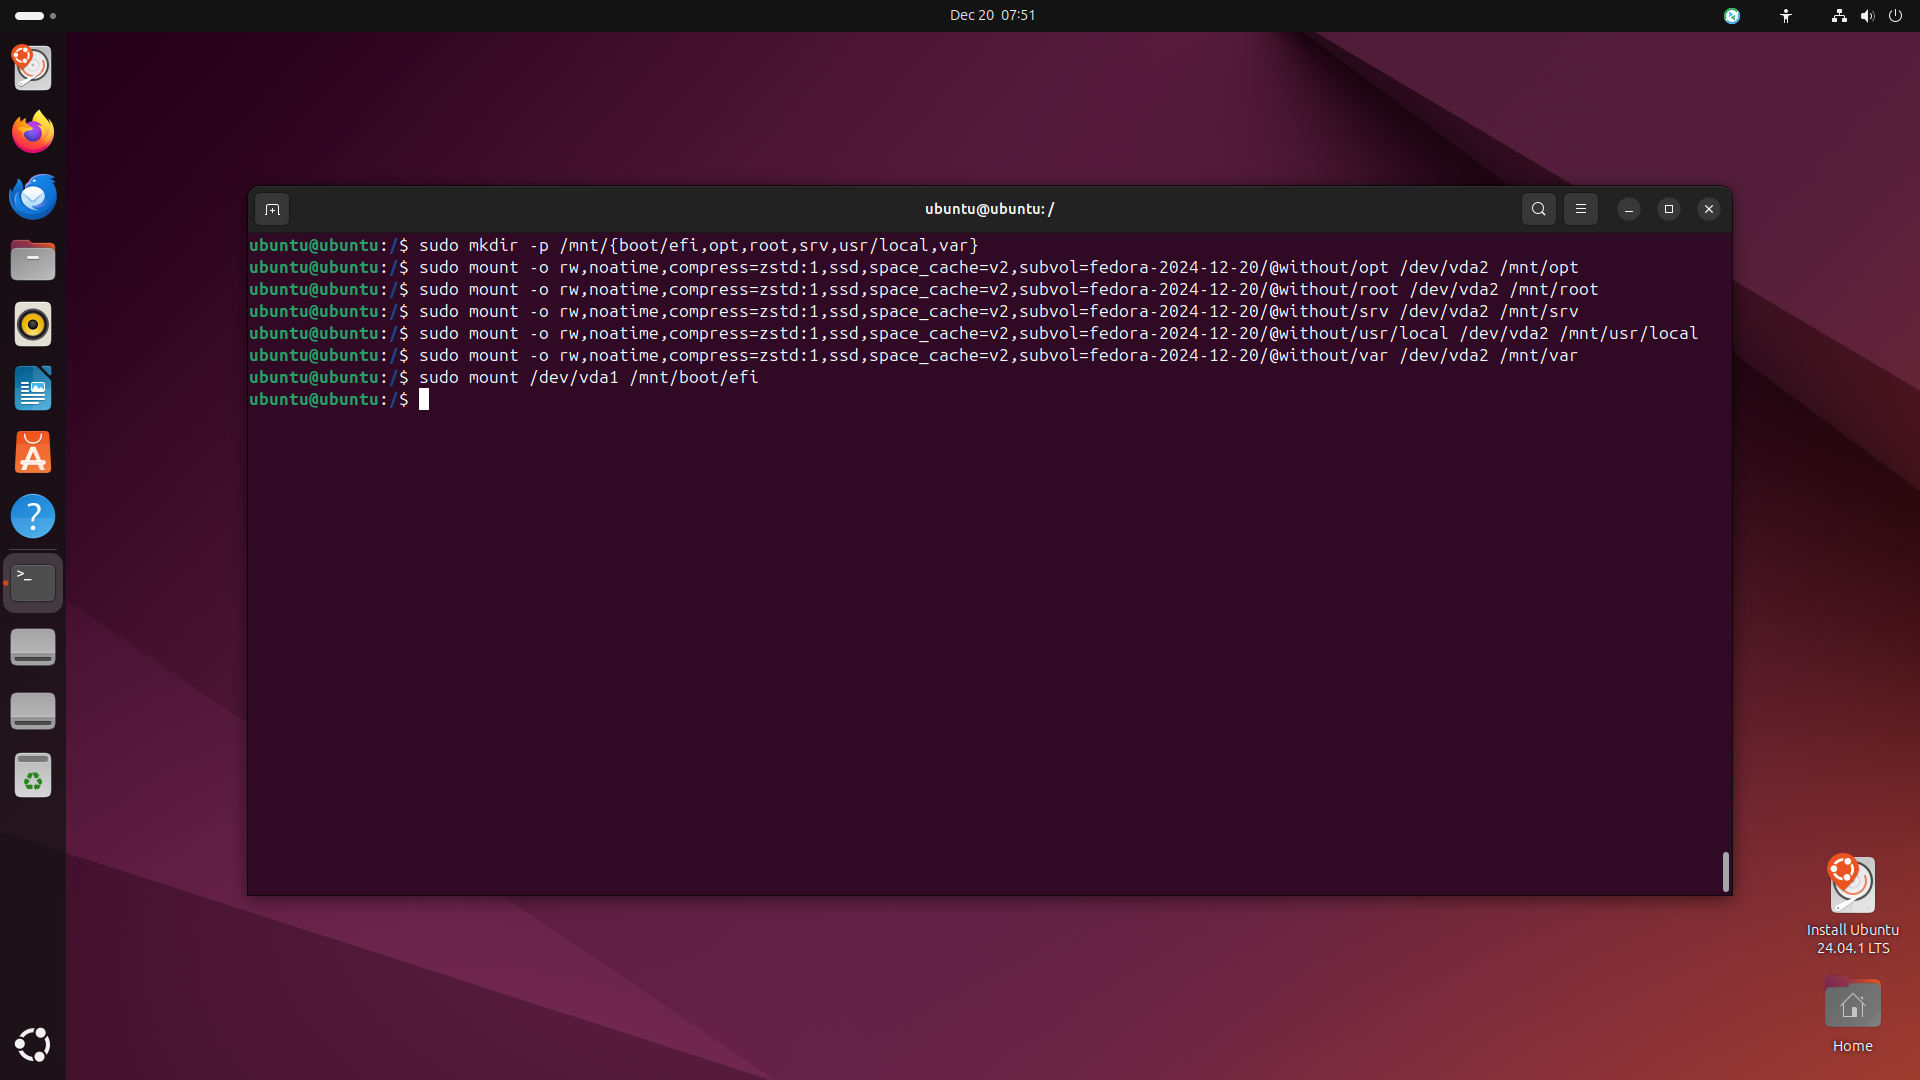 Dec 20 07:51
ubuntu@ubuntu: /
ubuntu@ubuntu:/$ sudo mkdir -p /mnt/{boot/efi,opt,root,srv,usr/local,var}
ubuntu@ubuntu:/$ sudo mount -o rw,noatime,compress=zstd:1,ssd,space_cache=v2,subvol=fedora-2024-12-20/@without/opt /dev/vda2 /mnt/opt
ubuntu@ubuntu:/$ sudo mount -o rw,noatime,compress=zstd:1,ssd,space_cache=v2,subvol=fedora-2024-12-20/@without/root /dev/vda2 /mnt/root
ubuntu@ubuntu:/$ sudo mount -o rw,noatime,compress=zstd:1,ssd,space_cache=v2,subvol=fedora-2024-12-20/@without/srv /dev/vda2 /mnt/srv
ubuntu@ubuntu:/$ sudo mount -o rw,noatime,compress=zstd:1,ssd,space_cache=v2,subvol=fedora-2024-12-20/@without/usr/local /dev/vda2 /mnt/usr/local
ubuntu@ubuntu:/$ sudo mount -o rw,noatime,compress=zstd:1,ssd,space_cache=v2,subvol=fedora-2024-12-20/@without/var /dev/vda2 /mnt/var
ubuntu@ubuntu:/$ sudo mount /dev/vda1 /mnt/boot/efi
ubuntu@ubuntu:/$
Install Ubuntu
24.04.1 LTS
Home